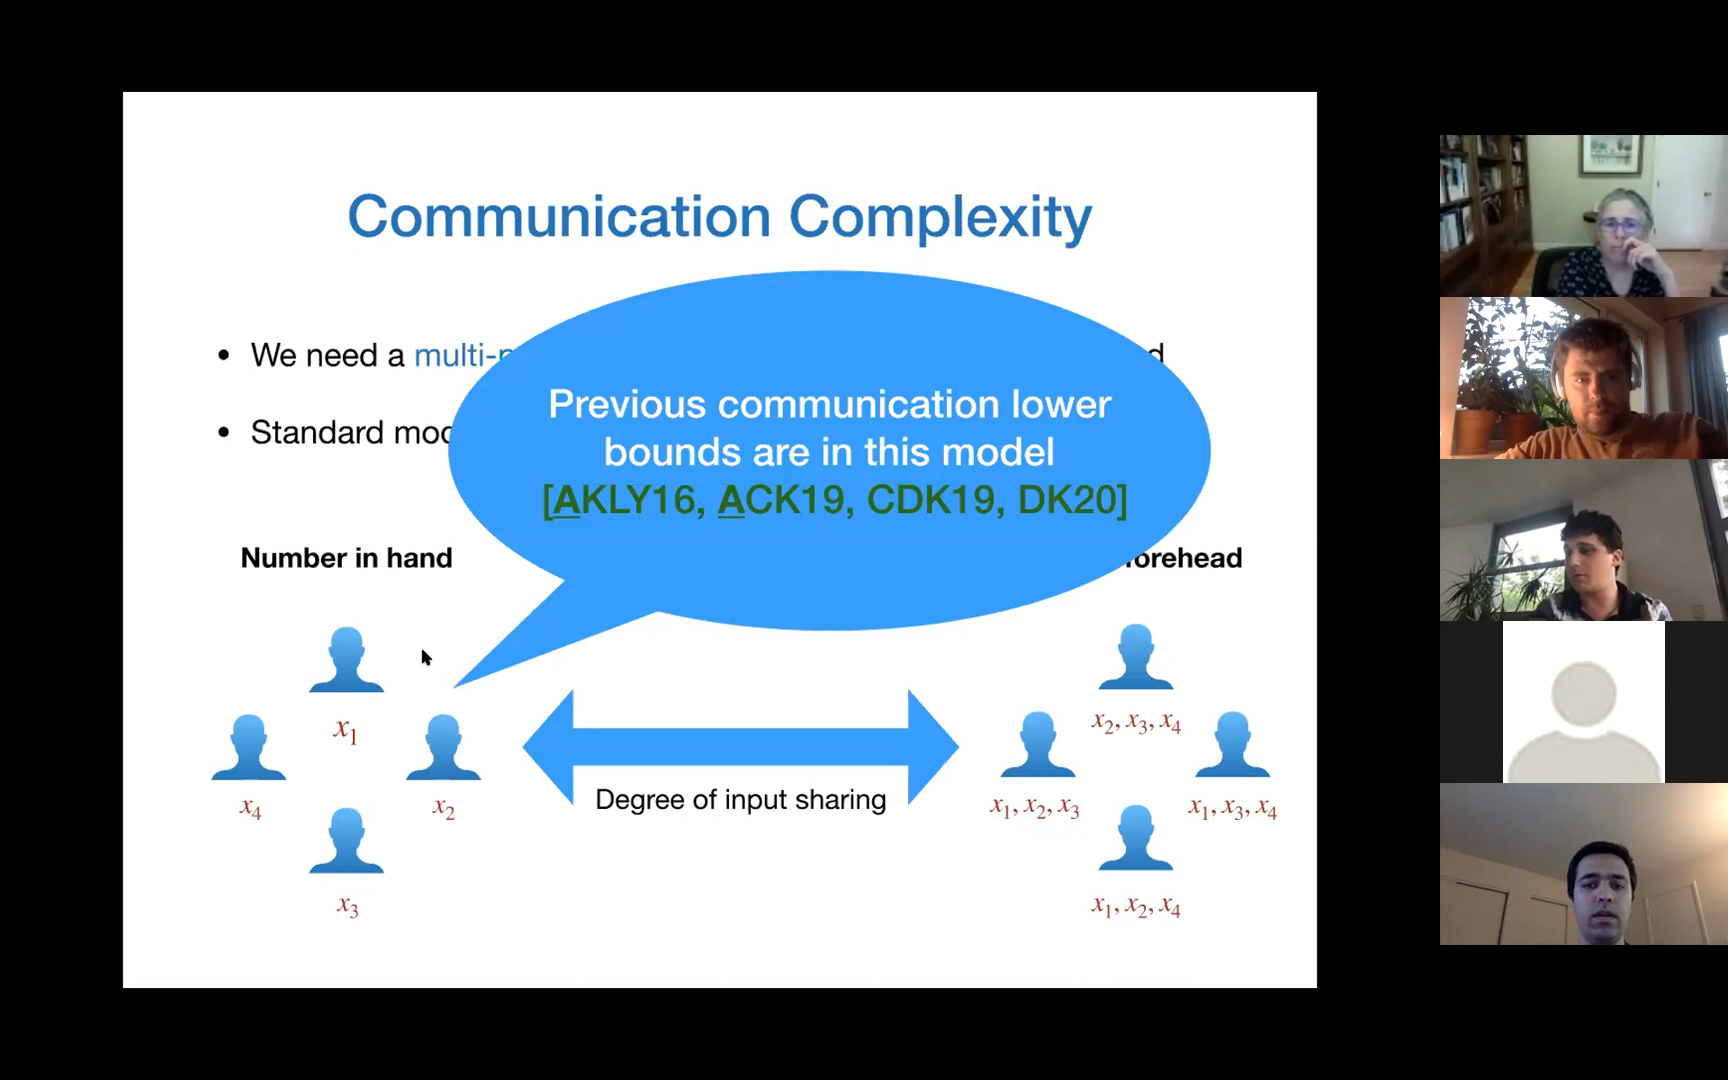 Communication Complexity
• We need a multi-
• Standard
Previous communication lower
bounds are in this model
[AKLY16, ACK19, CDK19, DK20]
Number in hand
forehead
x₁
x₄
x₂
x₃
Degree of input sharing
x₂, x₃, x₄
x₁, x₂, x₃
x₁, x₃, x₄
x₁, x₂, x₄